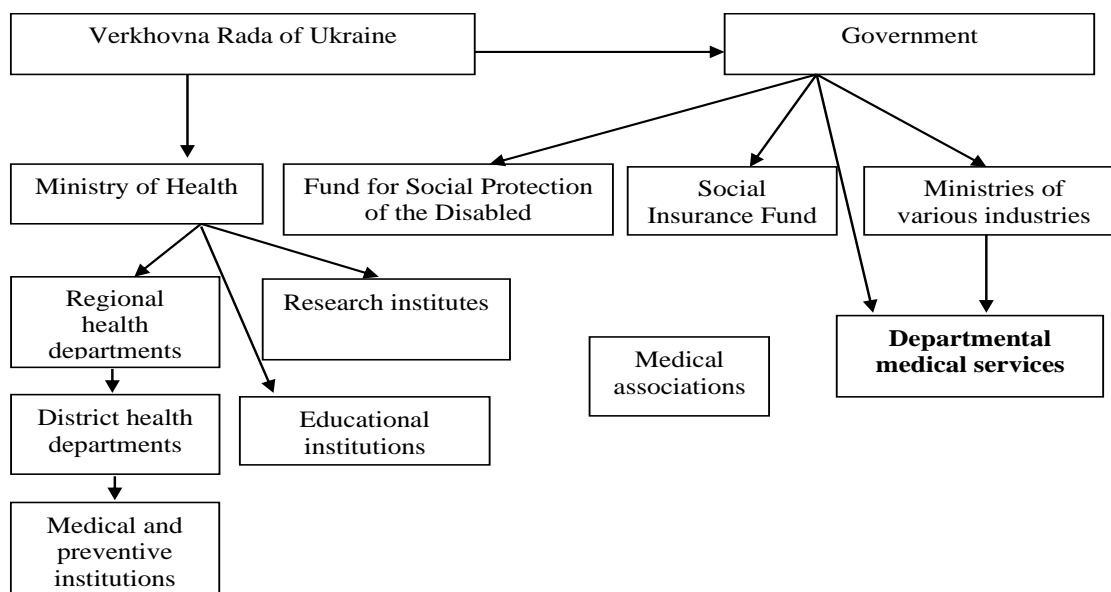 Verkhovna Rada of Ukraine
Government
Ministry of Health
Fund for Social Protection
of the Disabled
Social
Insurance Fund
Ministries of
various industries
Regional
health
departments
Research institutes
Medical
associations
Departmental
medical services
District health
departments
Educational
institutions
Medical and
preventive
institutions